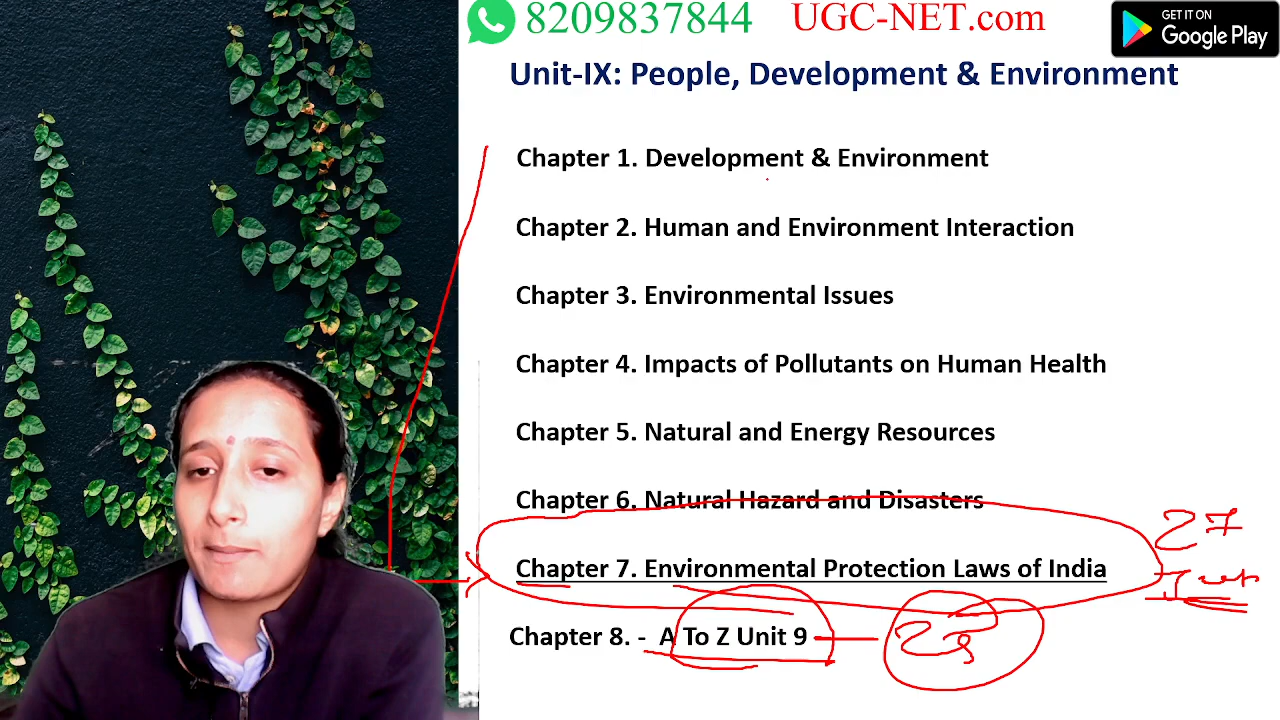 8209837844 UGC-NET.com
GET IT ON
Google Play
Unit-IX: People, Development & Environment
Chapter 1. Development & Environment
Chapter 2. Human and Environment Interaction
Chapter 3. Environmental Issues
Chapter 4. Impacts of Pollutants on Human Health
Chapter 5. Natural and Energy Resources
Chapter 6. Natural Hazard and Disasters
27
Chapter 7. Environmental Protection Laws of India
Chapter 8. - A To Z Unit 9